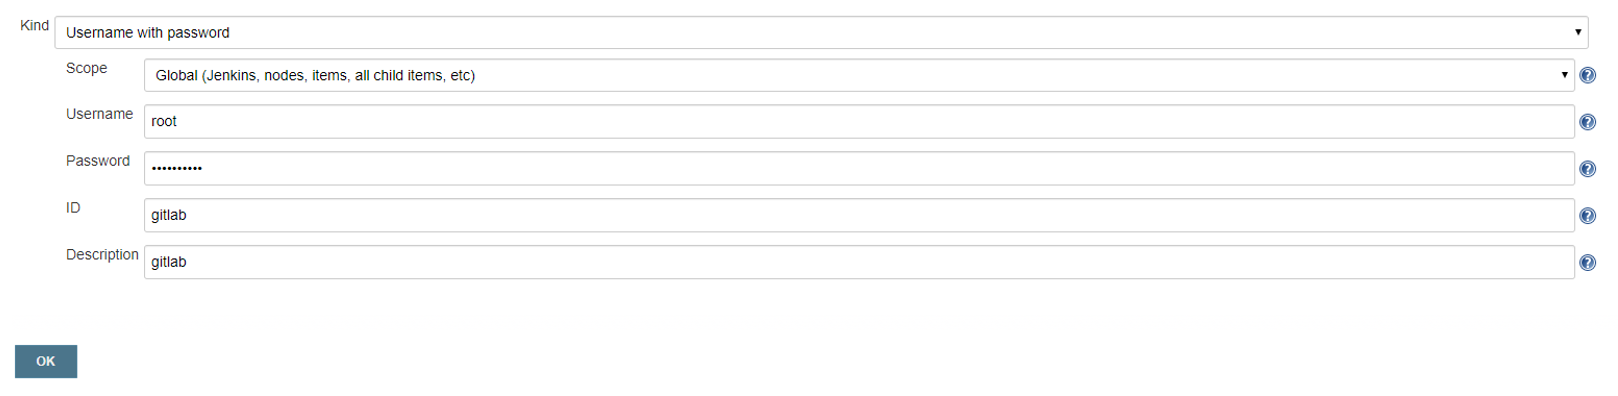 Kind Username with password
Scope Global (Jenkins, nodes, items, all child items, etc)
Username root
Password ••••••••••
ID gitlab
Description gitlab
OK